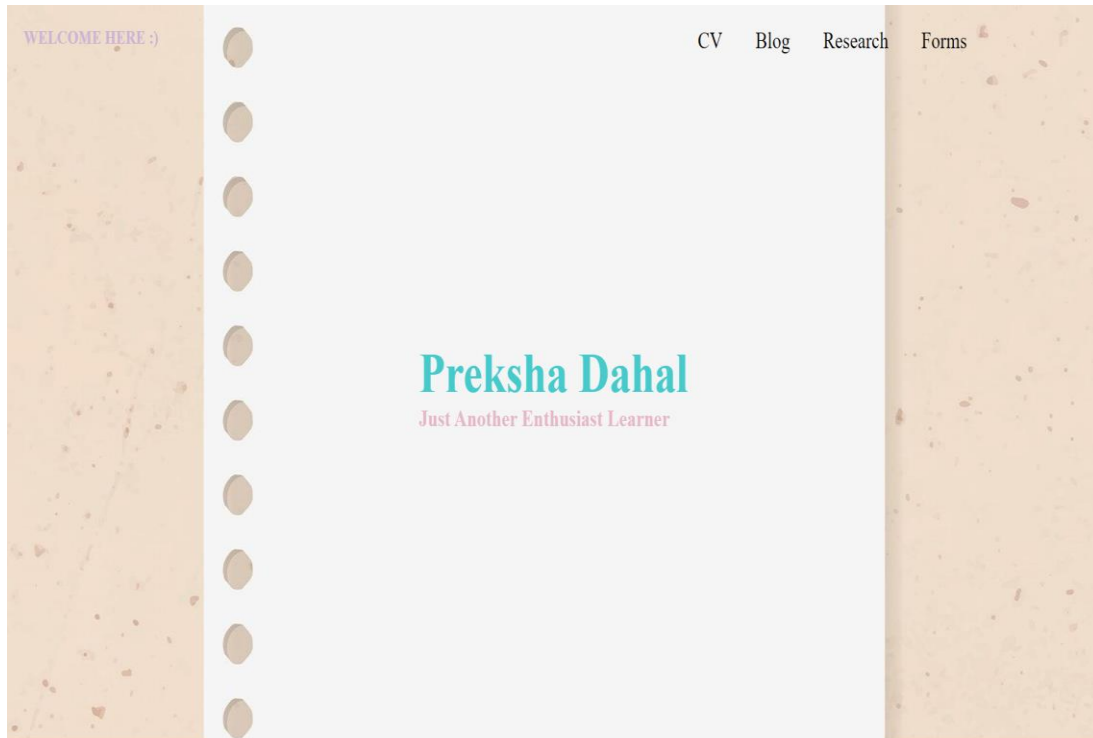 WELCOME HERE :)
CV Blog Research Forms
Preksha Dahal
Just Another Enthusiast Learner